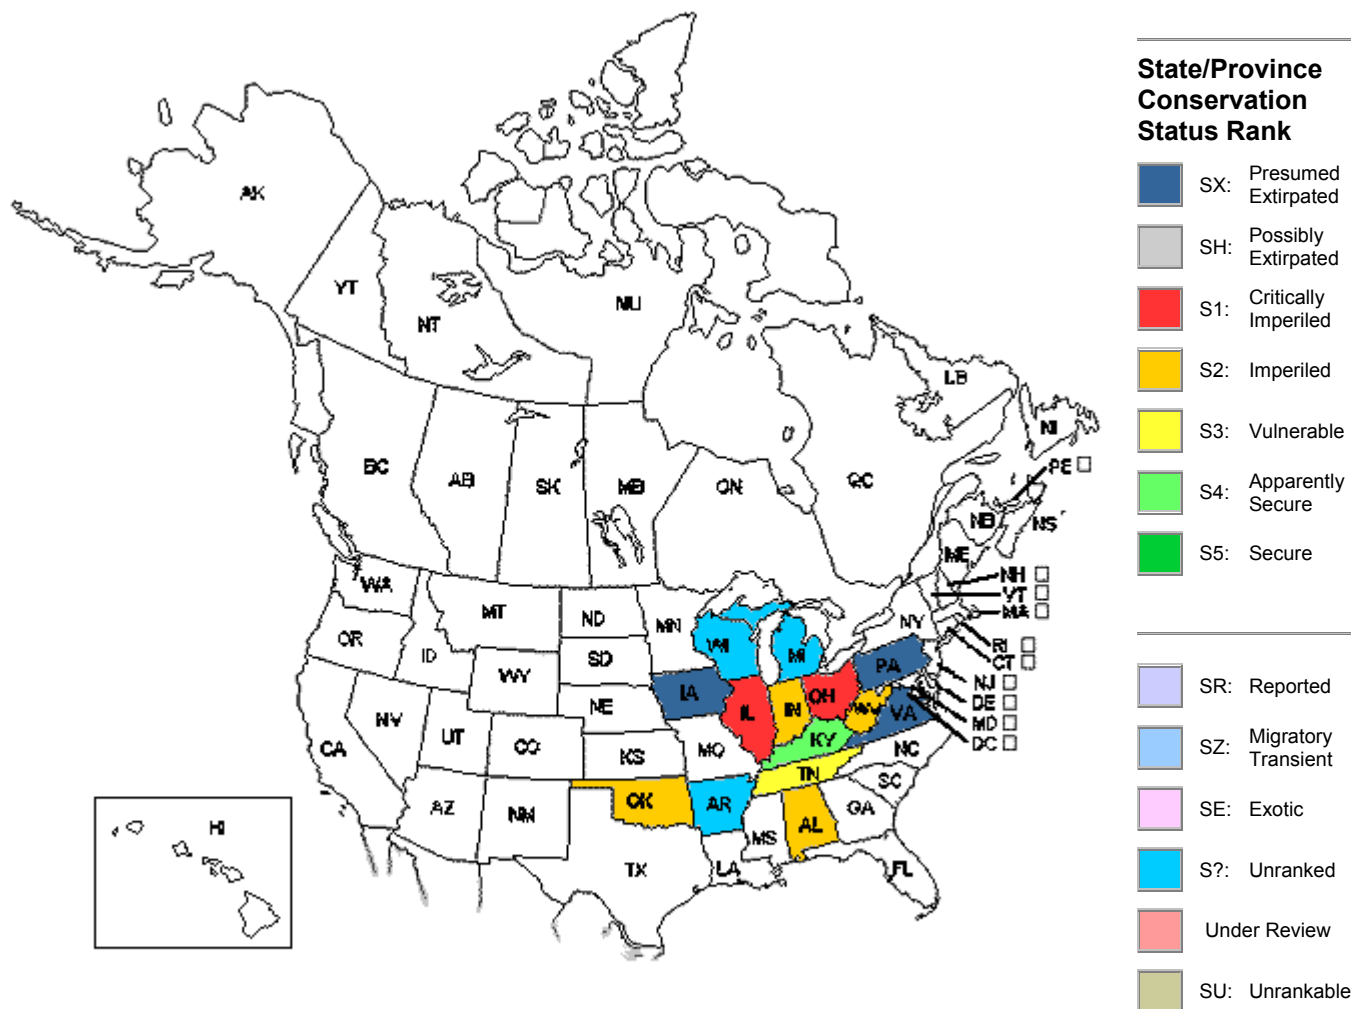 State/Province
Conservation
Status Rank
SX: Presumed
Extirpated
SH: Possibly
Extirpated
S1: Critically
Imperiled
S2: Imperiled
S3: Vulnerable
S4: Apparently
Secure
S5: Secure
SR: Reported
SZ: Migratory
Transient
SE: Exotic
S?: Unranked
Under Review
SU: Unrankable
AK
YT
NT
NU
LB
BC
AB
SK
MB
ON
QC
PE
NB
NS
ME
NH
VT
MA
WA
MT
ND
MN
NY
OR
ID
SD
WI
MI
RI
CT
WY
PA
NJ
IA
NE
IL
IN
OH
WV
VA
DE
MD
DC
NV
UT
CO
KS
MO
KY
NC
CA
TN
SC
AZ
NM
OK
AR
MS
AL
GA
HI
TX
LA
FL